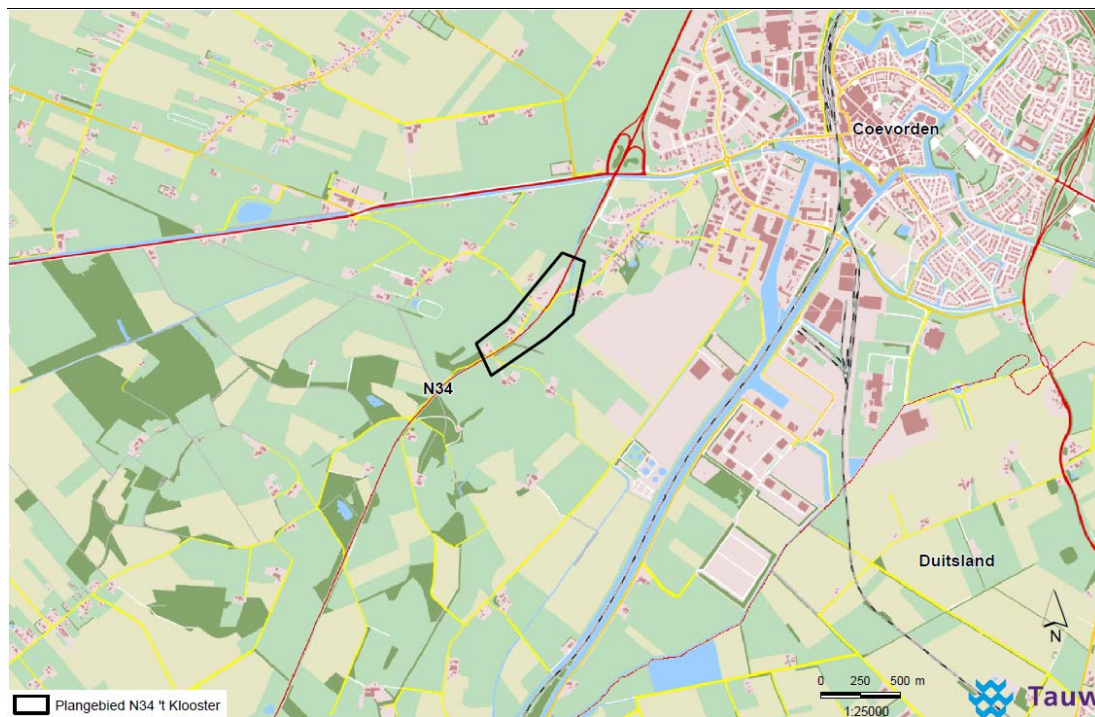 Coevorden
N34
Duitsland
N
0 250 500 m
1:25000
Plangebied N34 't Klooster
Tauw